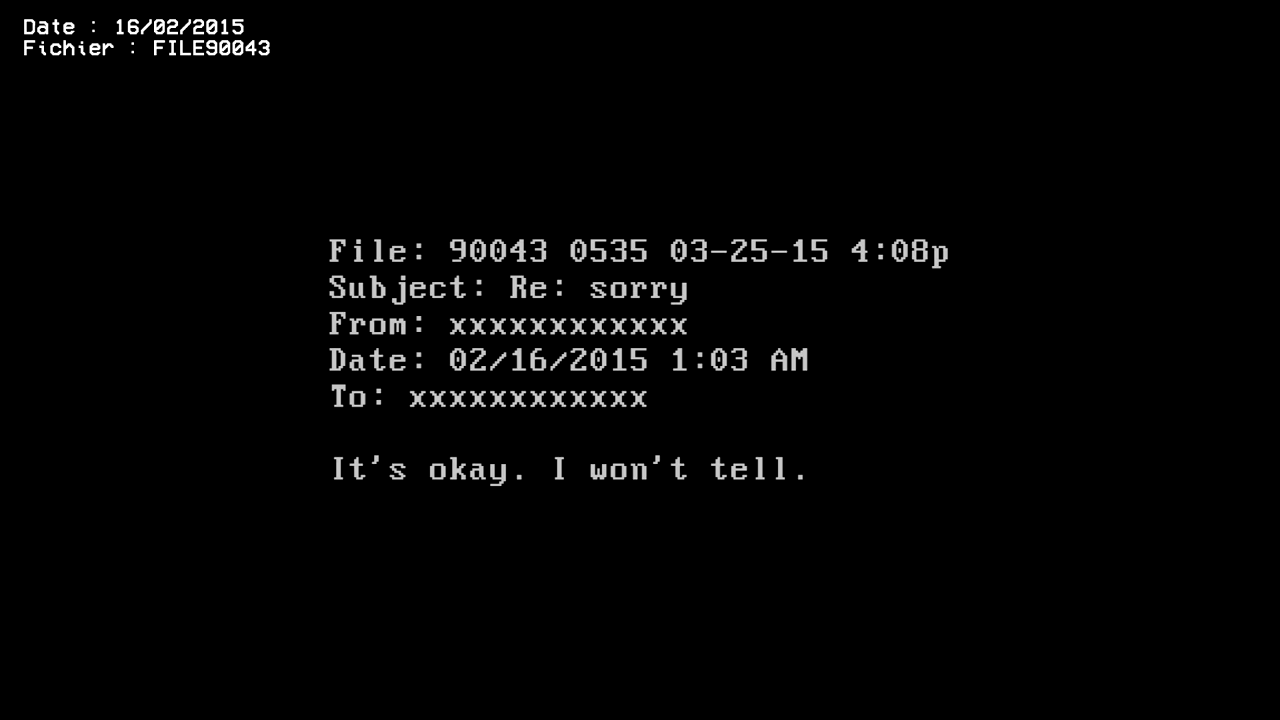 Date : 16/02/2015
Fichier : FILE90043
File: 90043 0535 03-25-15 4:08p
Subject: Re: sorry
From: xxxxxxxxxxxx
Date: 02/16/2015 1:03 AM
To: xxxxxxxxxxxx
It's okay. I won't tell.